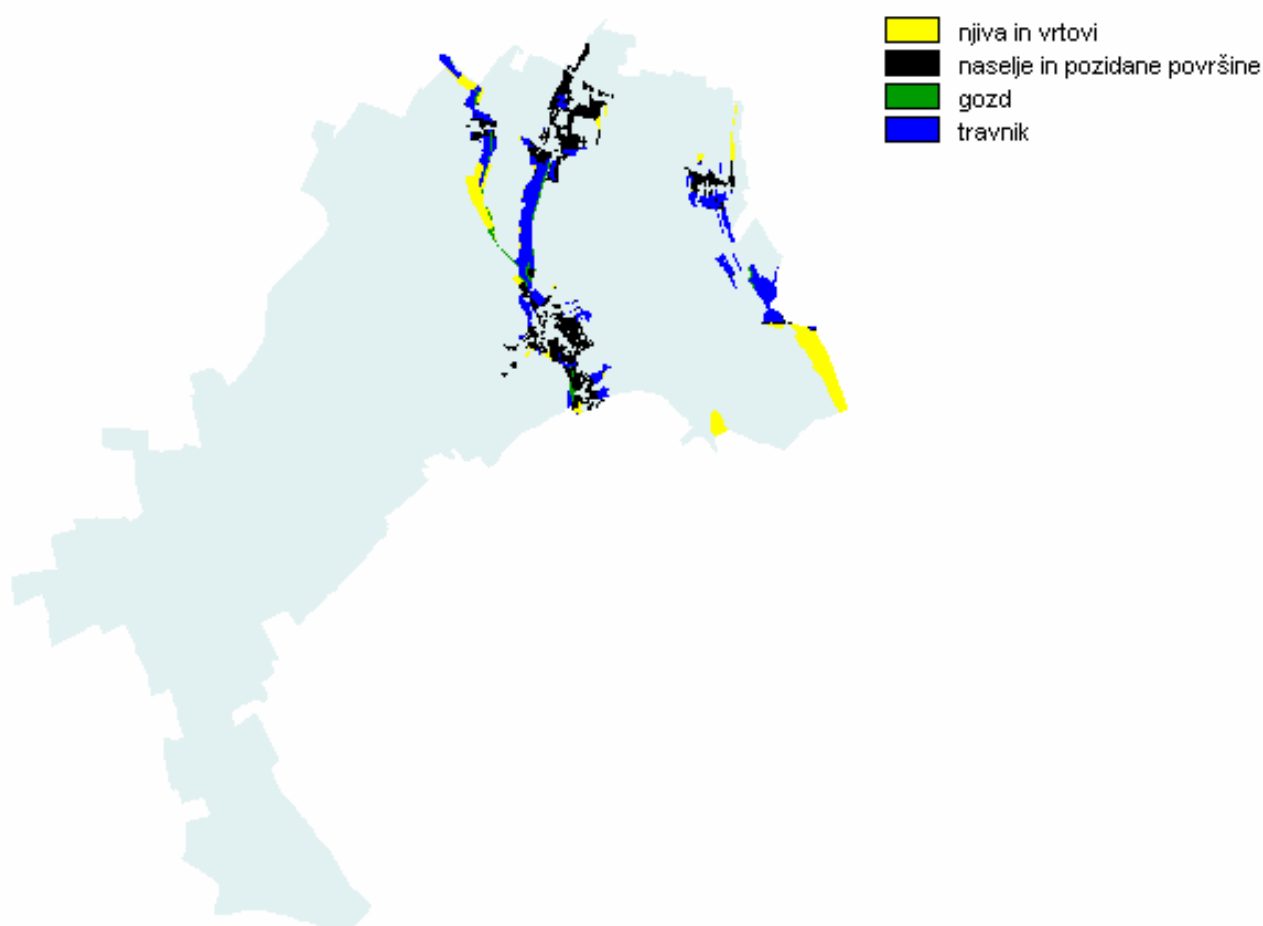 njiva in vrtovi
naselje in pozidane površine
gozd
travnik